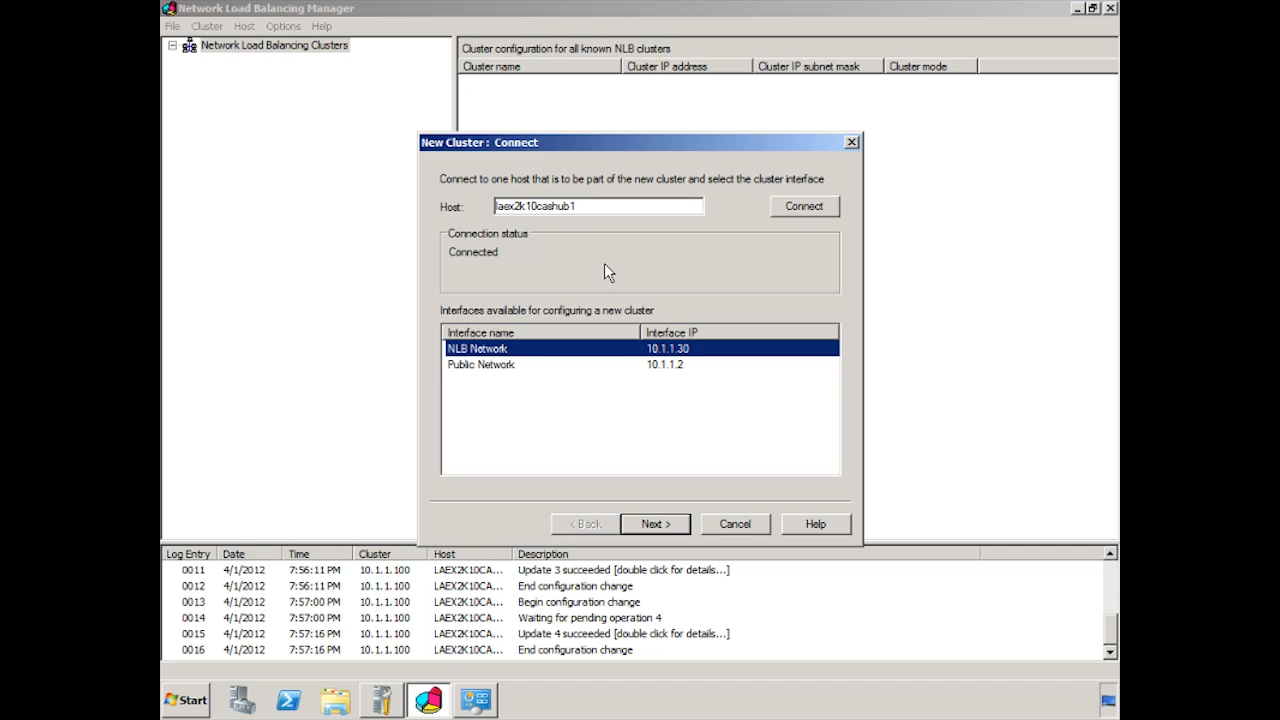 Network Load Balancing Manager
File Cluster Host Options Help
Network Load Balancing Clusters
Cluster configuration for all known NLB clusters
Cluster name Cluster IP address Cluster IP subnet mask Cluster mode
New Cluster : Connect
Connect to one host that is to be part of the new cluster and select the cluster interface
Host: laex2k10cashub1 Connect
Connection status
Connected
Interfaces available for configuring a new cluster
Interface name Interface IP
NLB Network 10.1.1.30
Public Network 10.1.1.2
< Back Next > Cancel Help
Log Entry Date Time Cluster Host Description
0011 4/1/2012 7:56:11 PM 10.1.1.100 LAEX2K10CA... Update 3 succeeded [double click for details...]
0012 4/1/2012 7:56:11 PM 10.1.1.100 LAEX2K10CA... End configuration change
0013 4/1/2012 7:57:00 PM 10.1.1.100 LAEX2K10CA... Begin configuration change
0014 4/1/2012 7:57:00 PM 10.1.1.100 LAEX2K10CA... Waiting for pending operation 4
0015 4/1/2012 7:57:16 PM 10.1.1.100 LAEX2K10CA... Update 4 succeeded [double click for details...]
0016 4/1/2012 7:57:16 PM 10.1.1.100 LAEX2K10CA... End configuration change
Start